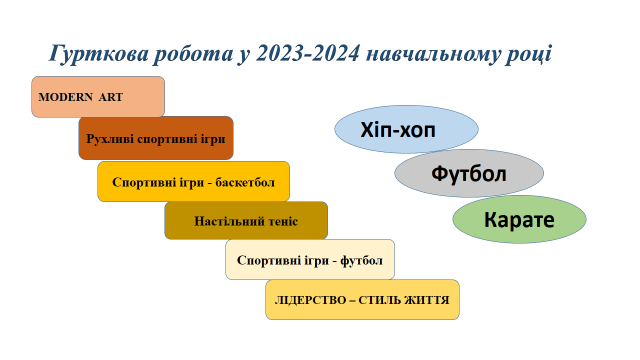 Гурткова робота у 2023-2024 навчальному році
MODERN ART
Рухливі спортивні ігри
Спортивні ігри - баскетбол
Настільний теніс
Спортивні ігри - футбол
ЛІДЕРСТВО – СТИЛЬ ЖИТТЯ
Хіп-хоп
Футбол
Карате